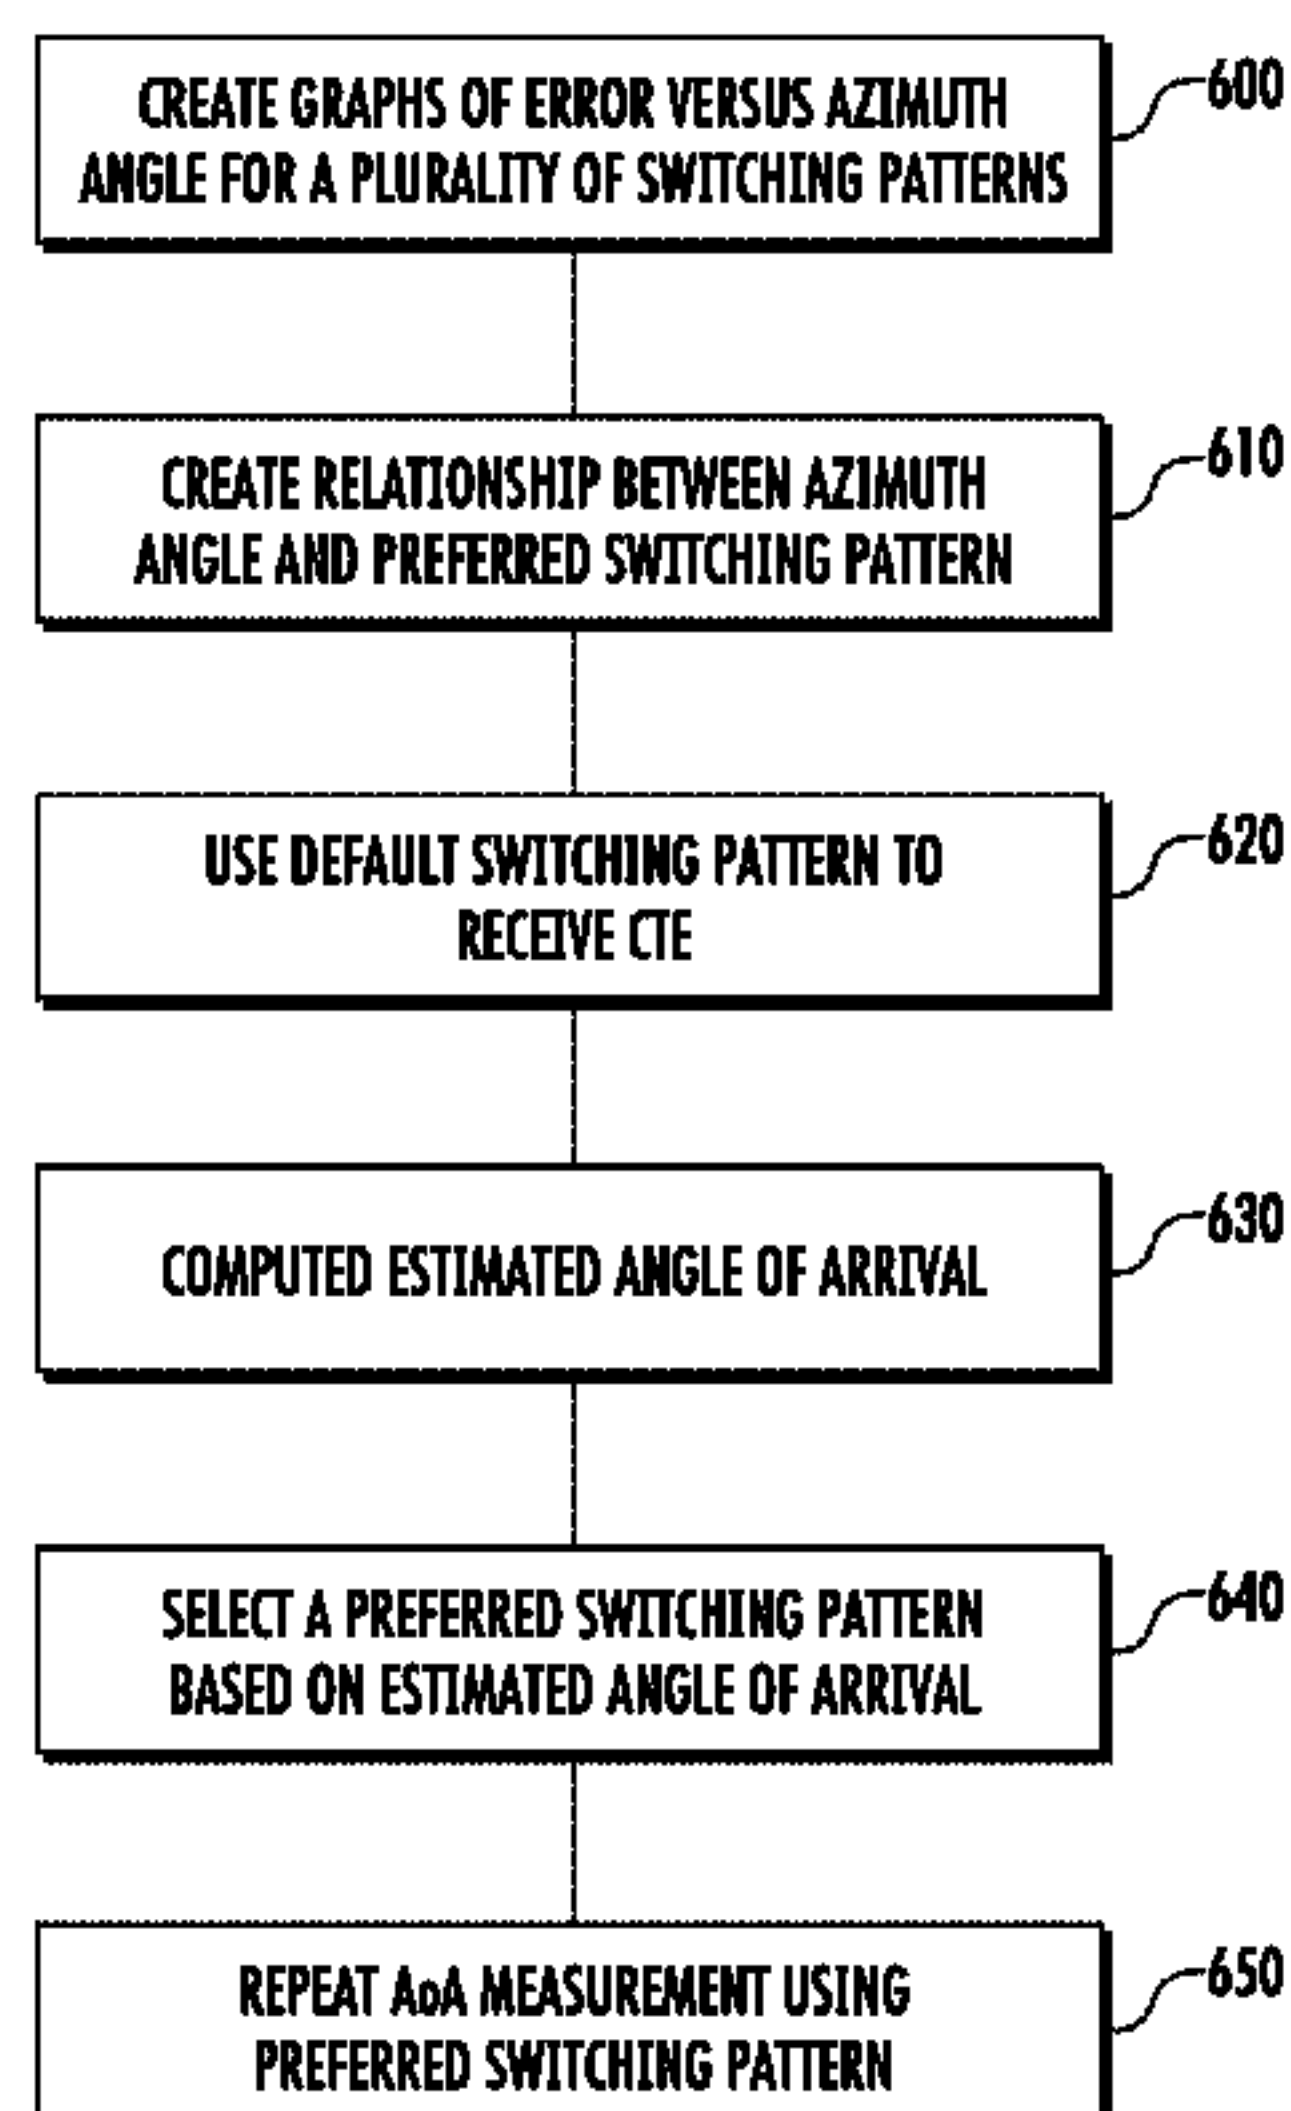 CREATE GRAPHS OF ERROR VERSUS AZIMUTH
ANGLE FOR A PLURALITY OF SWITCHING PATTERNS
600
CREATE RELATIONSHIP BETWEEN AZIMUTH
ANGLE AND PREFERRED SWITCHING PATTERN
610
USE DEFAULT SWITCHING PATTERN TO
RECEIVE CTE
620
COMPUTED ESTIMATED ANGLE OF ARRIVAL
630
SELECT A PREFERRED SWITCHING PATTERN
BASED ON ESTIMATED ANGLE OF ARRIVAL
640
REPEAT AoA MEASUREMENT USING
PREFERRED SWITCHING PATTERN
650